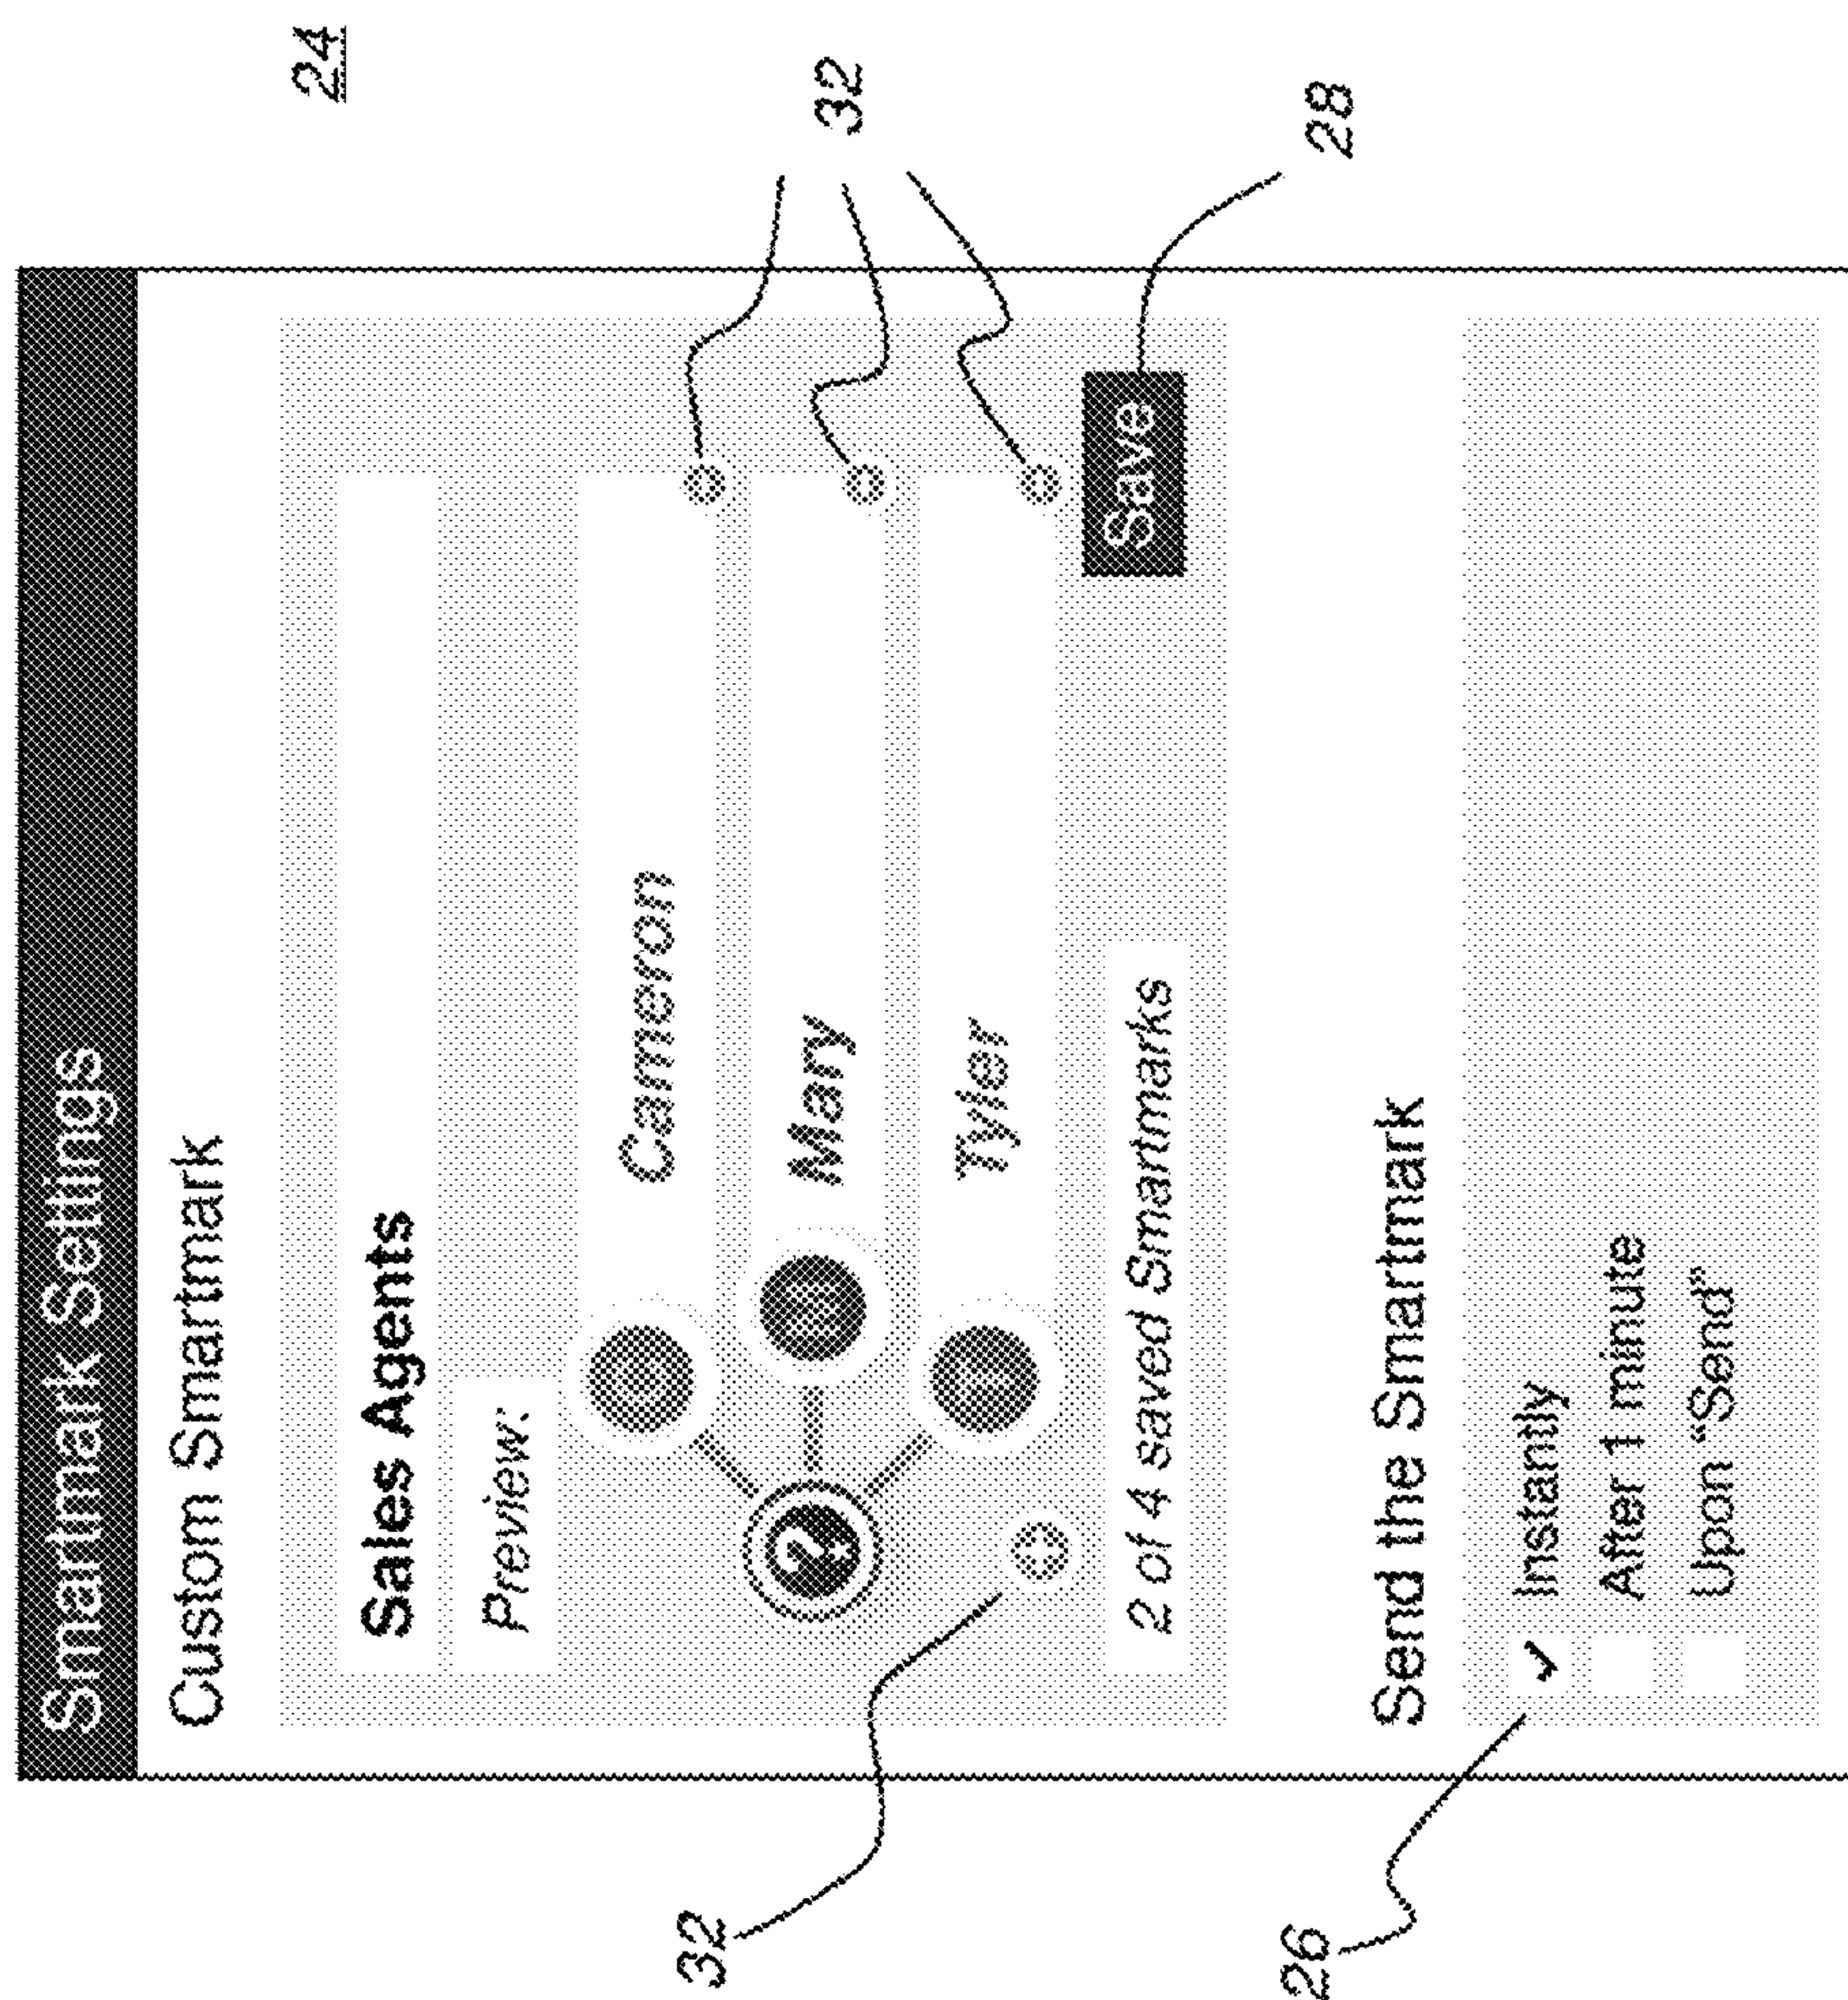 24
Smartmark Settings
Custom Smartmark
Sales Agents
Preview:
32
Cameron
?
Mary
Tyler
32
2 of 4 saved Smartmarks
Save
28
Send the Smartmark
26
✓ Instantly
After 1 minute
Upon “Send”